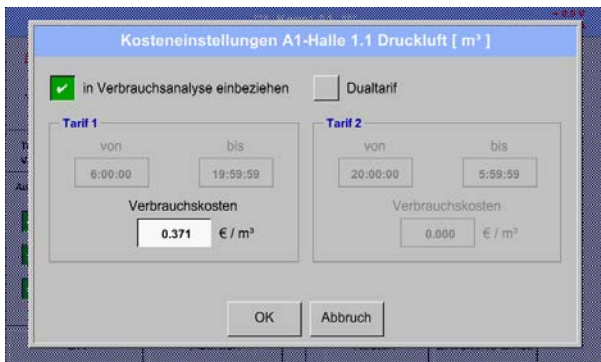 Kosteneinstellungen A1-Halle 1.1 Druckluft [ m³ ]
in Verbrauchsanalyse einbeziehen
Dualtarif
Tarif 1
von bis
6:00:00 19:59:59
Verbrauchskosten
0.371 € / m³
Tarif 2
von bis
20:00:00 5:59:59
Verbrauchskosten
0.000 € / m³
OK
Abbruch